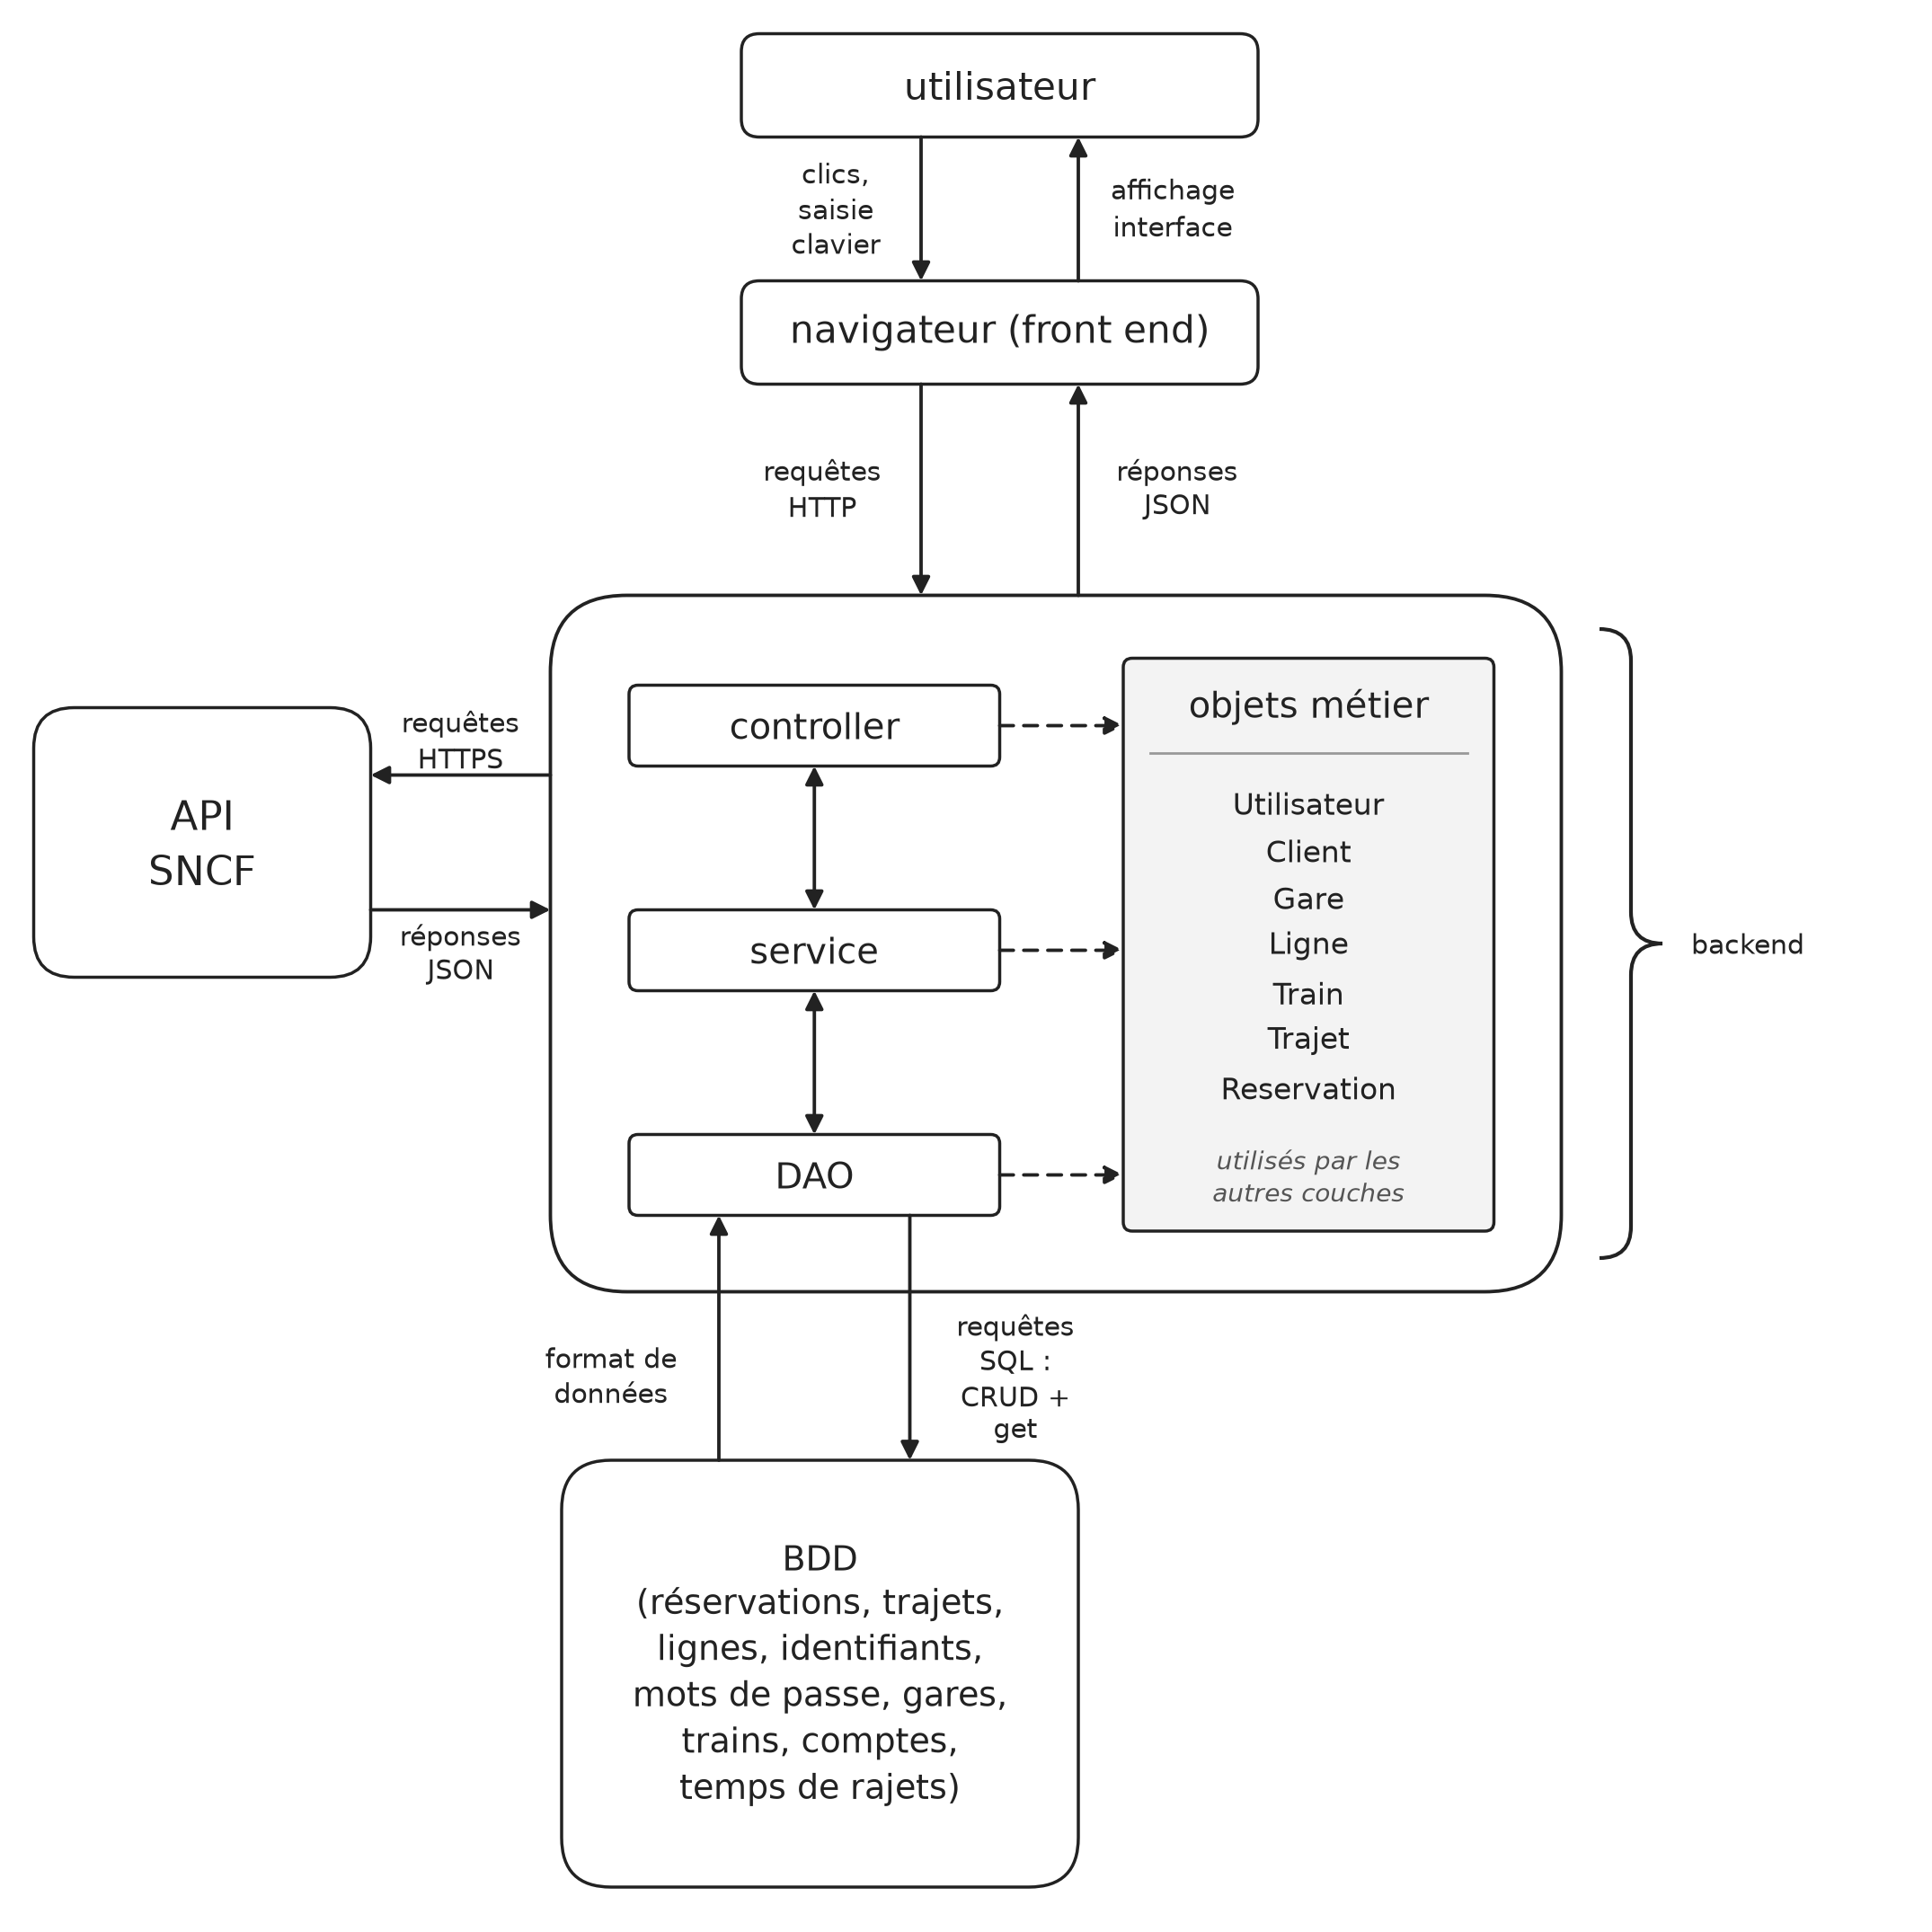 utilisateur
clics,
saisie
clavier
affichage
interface
navigateur (front end)
requêtes
HTTP
réponses
JSON
API
SNCF
requêtes
HTTPS
réponses
JSON
controller
service
DAO
objets métier
Utilisateur
Client
Gare
Ligne
Train
Trajet
Reservation
utilisés par les
autres couches
backend
format de
données
requêtes
SQL :
CRUD +
get
BDD
(réservations, trajets,
lignes, identifiants,
mots de passe, gares,
trains, comptes,
temps de rajets)